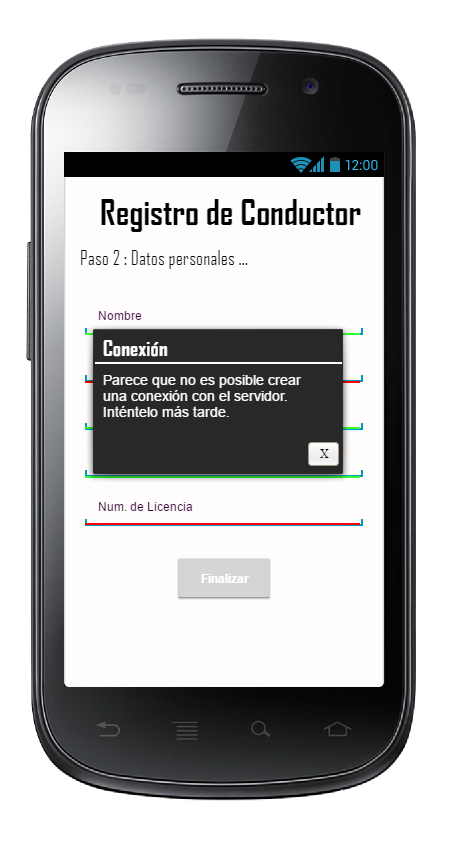 12:00
Registro de Conductor
Paso 2 : Datos personales ...
Nombre
Conexión
Parece que no es posible crear
una conexión con el servidor.
Inténtelo más tarde.
X
Num. de Licencia
Finalizar